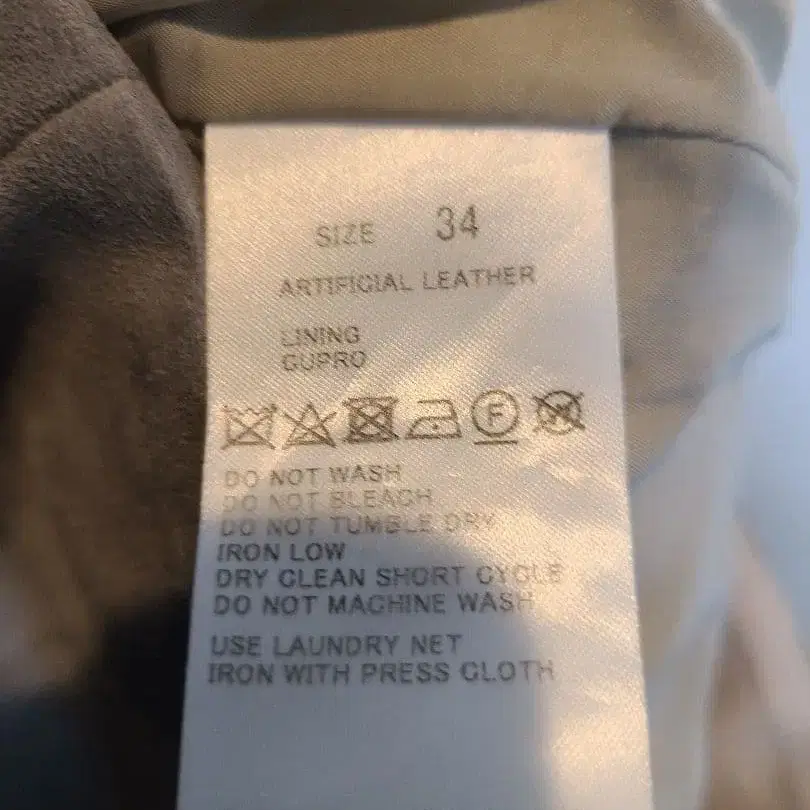 SIZE 34
ARTIFICIAL LEATHER
LINING
CUPRO
F
W
DO NOT WASH
DO NOT BLEACH
DO NOT TUMBLE DRY
IRON LOW
DRY CLEAN SHORT CYCLE
DO NOT MACHINE WASH
USE LAUNDRY NET
IRON WITH PRESS CLOTH